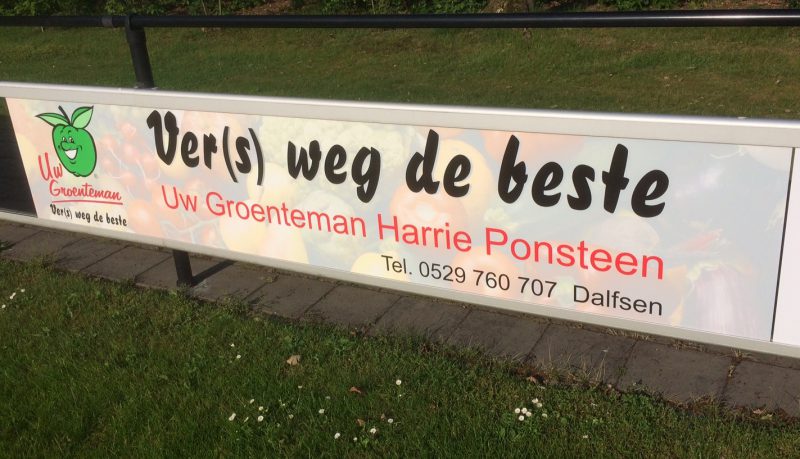 Uw
Groenteman
Ver(s) weg de beste
Ver(s) weg de beste
Uw Groenteman Harrie Ponsteen
Tel. 0529 760 707 Dalfsen